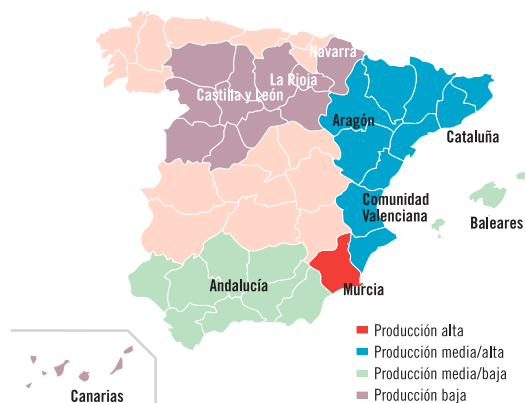 Navarra
La Rioja
Castilla y León
Aragón
Cataluña
Comunidad
Valenciana
Baleares
Andalucía
Murcia
Canarias
Producción alta
Producción media/alta
Producción media/baja
Producción baja